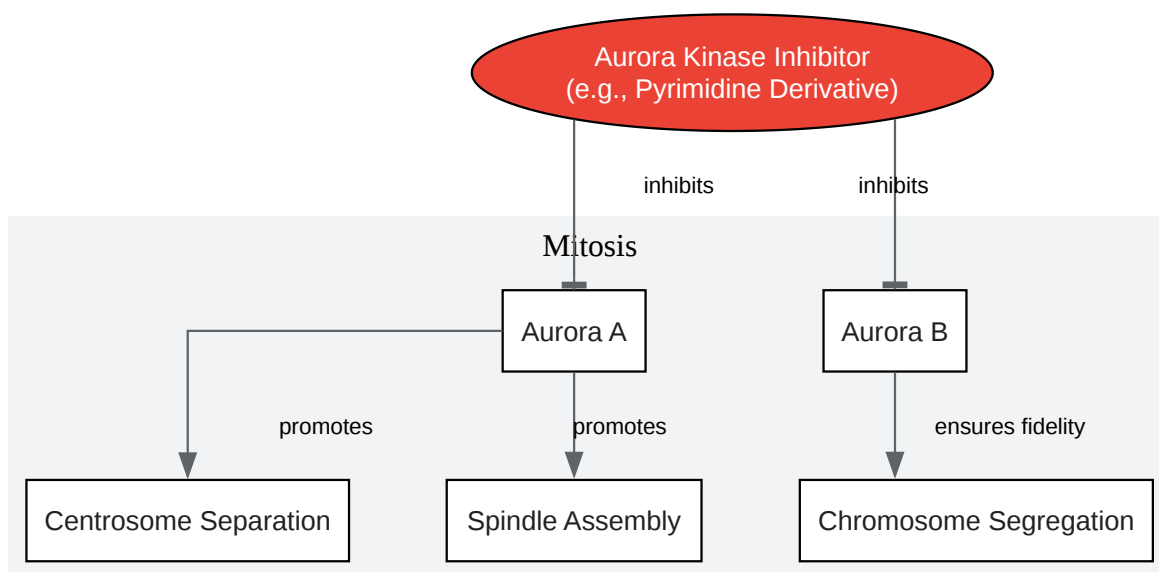 Aurora Kinase Inhibitor
(e.g., Pyrimidine Derivative)
inhibits
inhibits
Mitosis
Aurora A
Aurora B
promotes
promotes
ensures fidelity
Centrosome Separation
Spindle Assembly
Chromosome Segregation